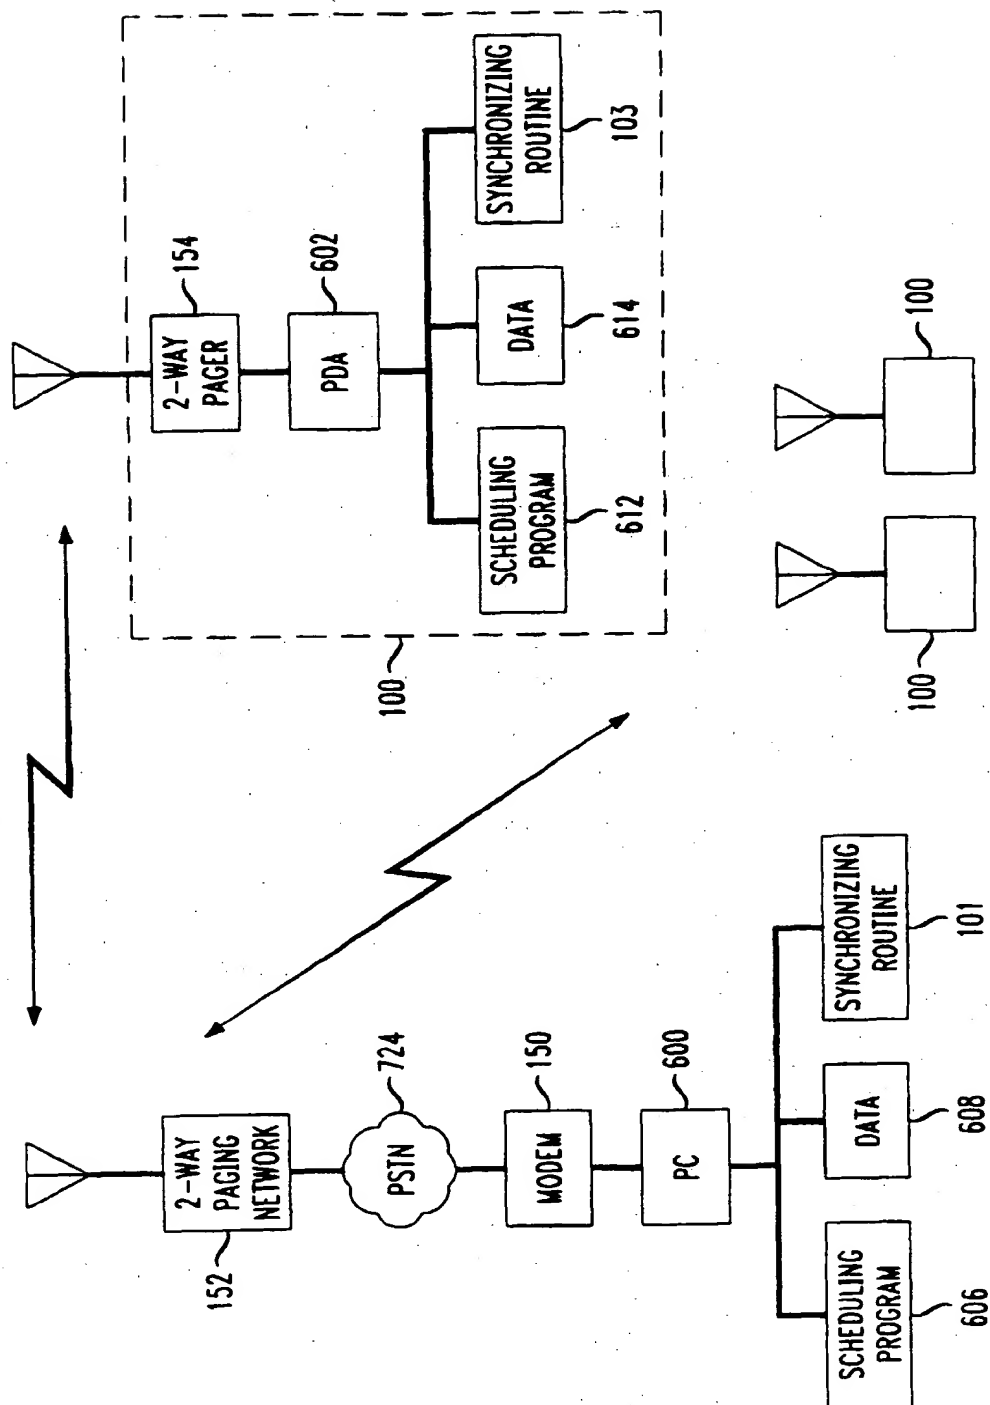 2-WAY
PAGING
NETWORK
152
PSTN
724
MODEM
150
PC
600
SCHEDULING
PROGRAM
606
DATA
608
SYNCHRONIZING
ROUTINE
101
2-WAY
PAGER
154
PDA
602
SCHEDULING
PROGRAM
612
DATA
614
SYNCHRONIZING
ROUTINE
103
100
100
100